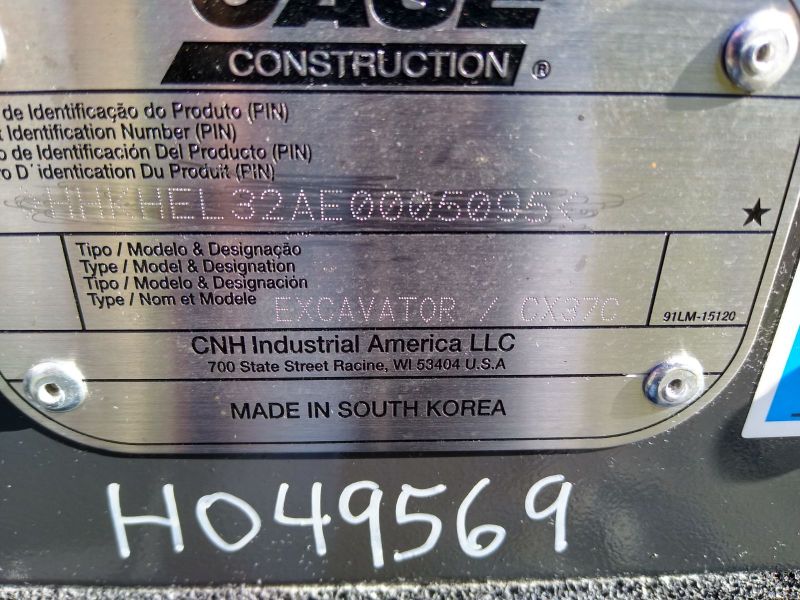 CASE
CONSTRUCTION ®
de Identificação do Produto (PIN)
Identification Number (PIN)
de Identificación Del Producto (PIN)
D'identication Du Produit (PIN)
HHKHEL32AE0005095
Tipo / Modelo & Designação
Type / Model & Designation
Tipo / Modelo & Designación
Type / Nom et Modele
EXCAVATOR / CX37C
91LM-15120
CNH Industrial America LLC
700 State Street Racine, WI 53404 U.S.A
MADE IN SOUTH KOREA
H049569